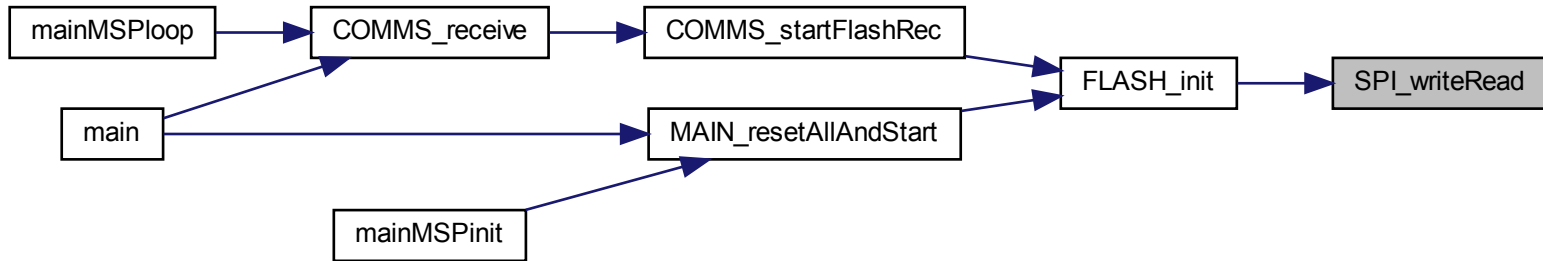 mainMSPloop
COMMS_receive
COMMS_startFlashRec
FLASH_init
SPI_writeRead
main
MAIN_resetAllAndStart
mainMSPinit